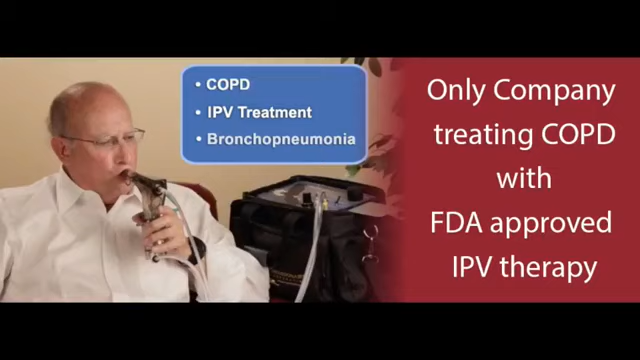 • COPD
• IPV Treatment
• Bronchopneumonia
Only Company
treating COPD
with
FDA approved
IPV therapy